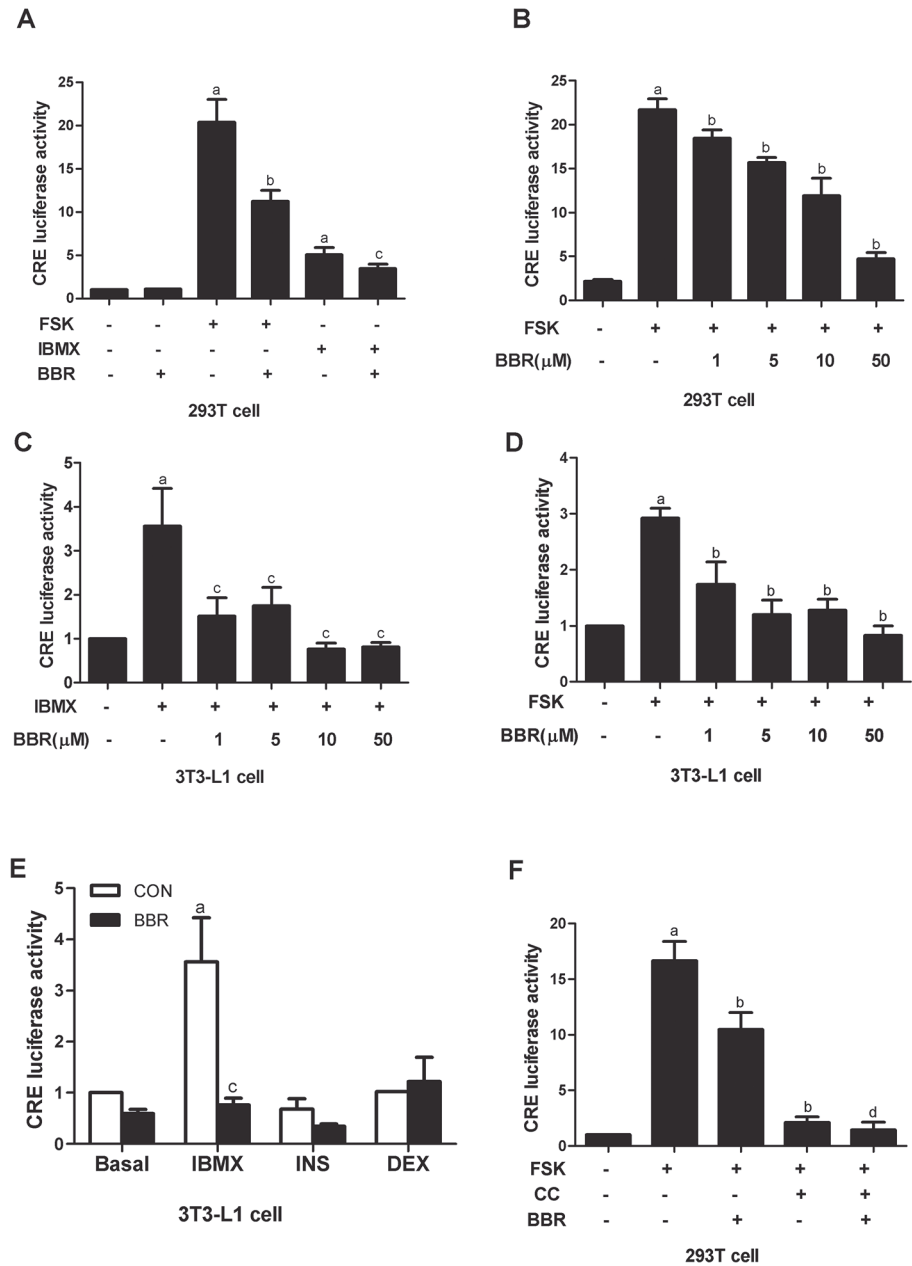 A
CRE luciferase activity
25
20
15
10
5
0
a
b
a
c
FSK - - + + - -
IBMX - - - - + +
BBR - + - + - +
293T cell
B
CRE luciferase activity
25
20
15
10
5
0
a
b
b
b
b
FSK - + + + + +
BBR(μM) - - 1 5 10 50
293T cell
C
CRE luciferase activity
5
4
3
2
1
0
a
c
c
c
c
IBMX - + + + + +
BBR(μM) - - 1 5 10 50
3T3-L1 cell
D
CRE luciferase activity
4
3
2
1
0
a
b
b
b
b
FSK - + + + + +
BBR(μM) - - 1 5 10 50
3T3-L1 cell
E
CRE luciferase activity
5
4
3
2
1
0
CON
BBR
a
c
Basal IBMX INS DEX
3T3-L1 cell
F
CRE luciferase activity
20
15
10
5
0
a
b
b
d
FSK - + + + +
CC - - - + +
BBR - - + - +
293T cell